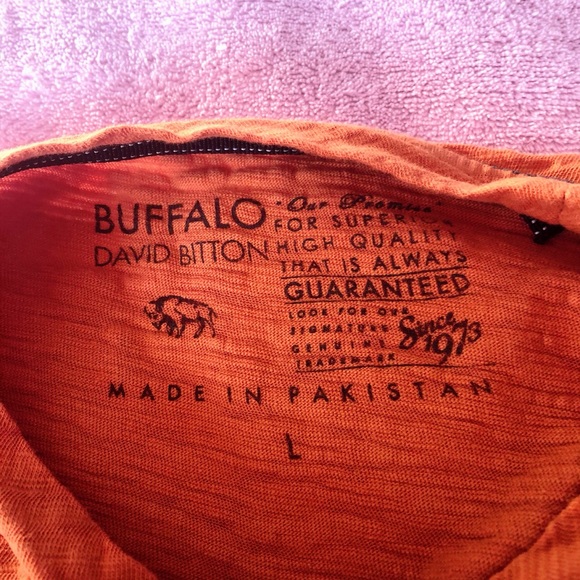 BUFFALO
DAVID BITTON
"Our Promise"
FOR SUPERIOR
HIGH QUALITY
THAT IS ALWAYS
GUARANTEED
LOOK FOR OUR
SIGNATURE
GENUINE
TRADEMARK
Since
1973
MADE IN PAKISTAN
L